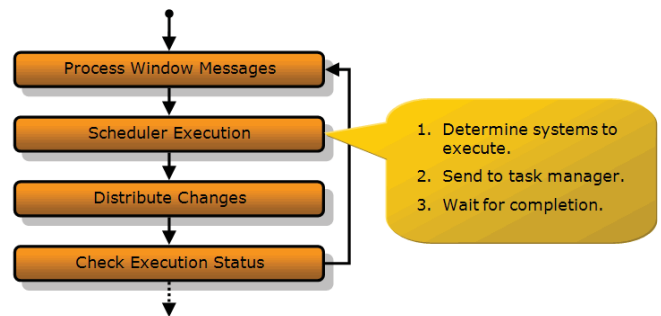 Process Window Messages
Scheduler Execution
Distribute Changes
Check Execution Status
1. Determine systems to
execute.
2. Send to task manager.
3. Wait for completion.